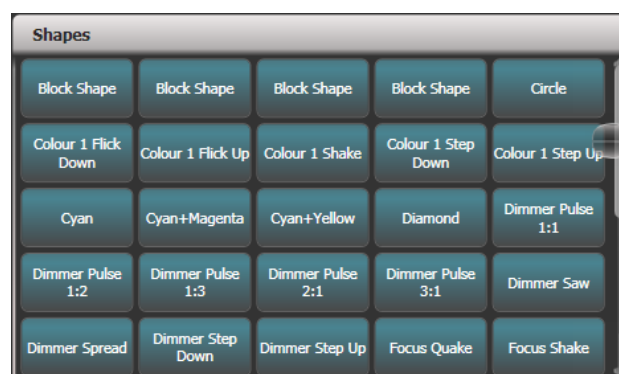 Shapes
Block Shape
Block Shape
Block Shape
Block Shape
Circle
Colour 1 Flick
Down
Colour 1 Flick Up
Colour 1 Shake
Colour 1 Step
Down
Colour 1 Step Up
Cyan
Cyan+Magenta
Cyan+Yellow
Diamond
Dimmer Pulse
1:1
Dimmer Pulse
1:2
Dimmer Pulse
1:3
Dimmer Pulse
2:1
Dimmer Pulse
3:1
Dimmer Saw
Dimmer Spread
Dimmer Step
Down
Dimmer Step Up
Focus Quake
Focus Shake